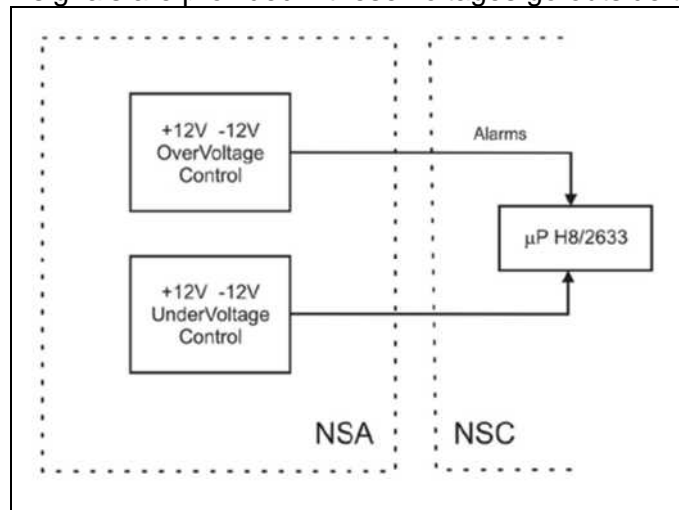 +12V -12V
OverVoltage
Control
Alarms
μP H8/2633
+12V -12V
UnderVoltage
Control
NSA
NSC